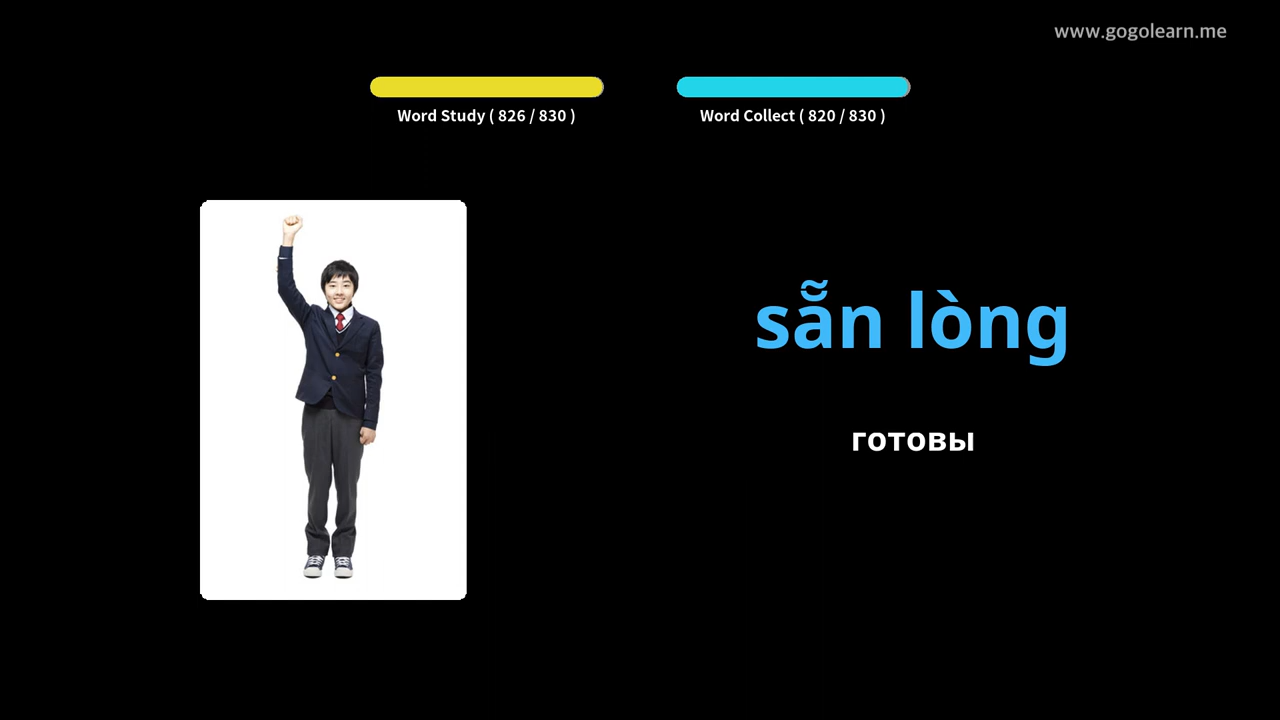 www.gogolearn.me
Word Study ( 826 / 830 )
Word Collect ( 820 / 830 )
sẵn lòng
готовы